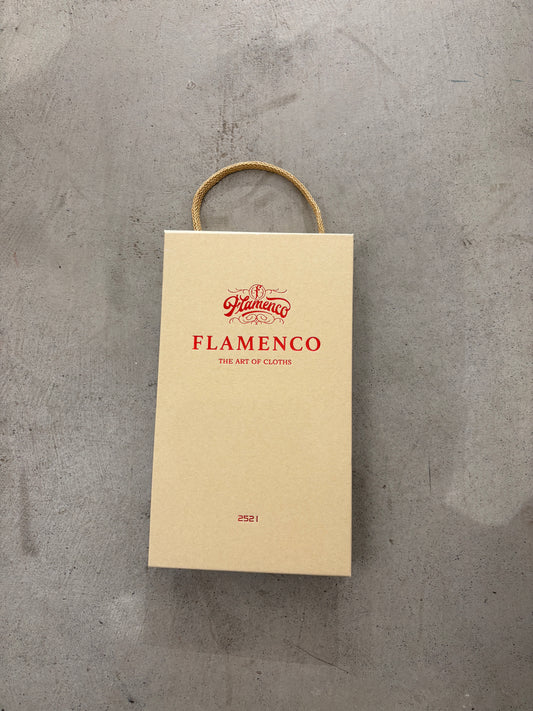 Flamenco
FLAMENCO
THE ART OF CLOTHS
2521